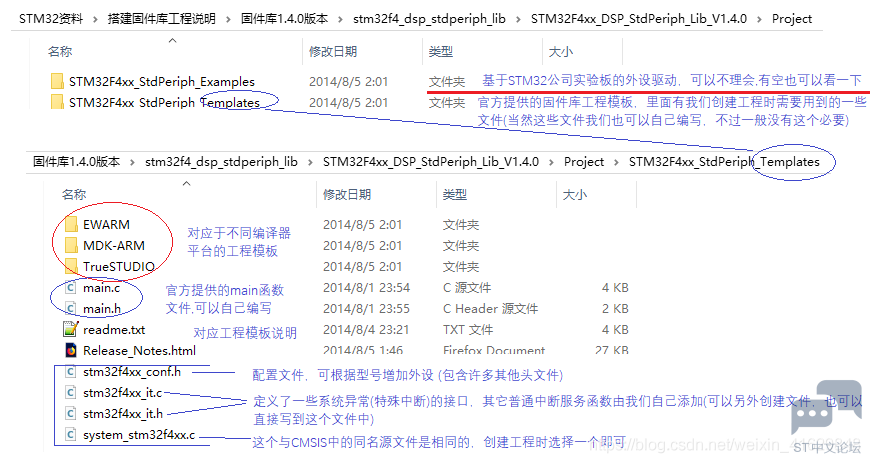 STM32资料 > 搭建固件库工程说明 > 固件库1.4.0版本 > stm32f4_dsp_stdperiph_lib > STM32F4xx_DSP_StdPeriph_Lib_V1.4.0 > Project
名称 修改日期 类型 大小
STM32F4xx_StdPeriph_Examples 2014/8/5 2:01 文件夹 基于STM32公司实验板的外设驱动，可以不理会,有空也可以看一下
STM32F4xx_StdPeriph_Templates 2014/8/5 2:01 文件夹 官方提供的固件库工程模板，里面有我们创建工程时需要用到的一些
文件(当然这些文件我们也可以自己编写，不过一般没有这个必要)
固件库1.4.0版本 > stm32f4_dsp_stdperiph_lib > STM32F4xx_DSP_StdPeriph_Lib_V1.4.0 > Project > STM32F4xx_StdPeriph_Templates
名称 修改日期 类型 大小
EWARM 2014/8/5 2:01 文件夹
对应于不同编译器
MDK-ARM 2014/8/5 2:01 文件夹
平台的工程模板
TrueSTUDIO 2014/8/5 2:01 文件夹
main.c 官方提供的main函数 2014/8/1 23:54 C 源文件 4 KB
main.h 文件,可以自己编写 2014/8/1 23:55 C Header 源文件 2 KB
readme.txt 对应工程模板说明 2014/8/4 23:21 TXT 文件 4 KB
Release_Notes.html 2014/8/5 1:46 Firefox Document 27 KB
stm32f4xx_conf.h 配置文件，可根据型号增加外设 (包含许多其他头文件)
stm32f4xx_it.c 定义了一些系统异常(特殊中断)的接口，其它普通中断服务函数由我们自己添加(可以另外创建文件，也可以
stm32f4xx_it.h 直接写到这个文件中)
system_stm32f4xx.c 这个与CMSIS中的同名源文件是相同的，创建工程时选择一个即可
ST中文论坛